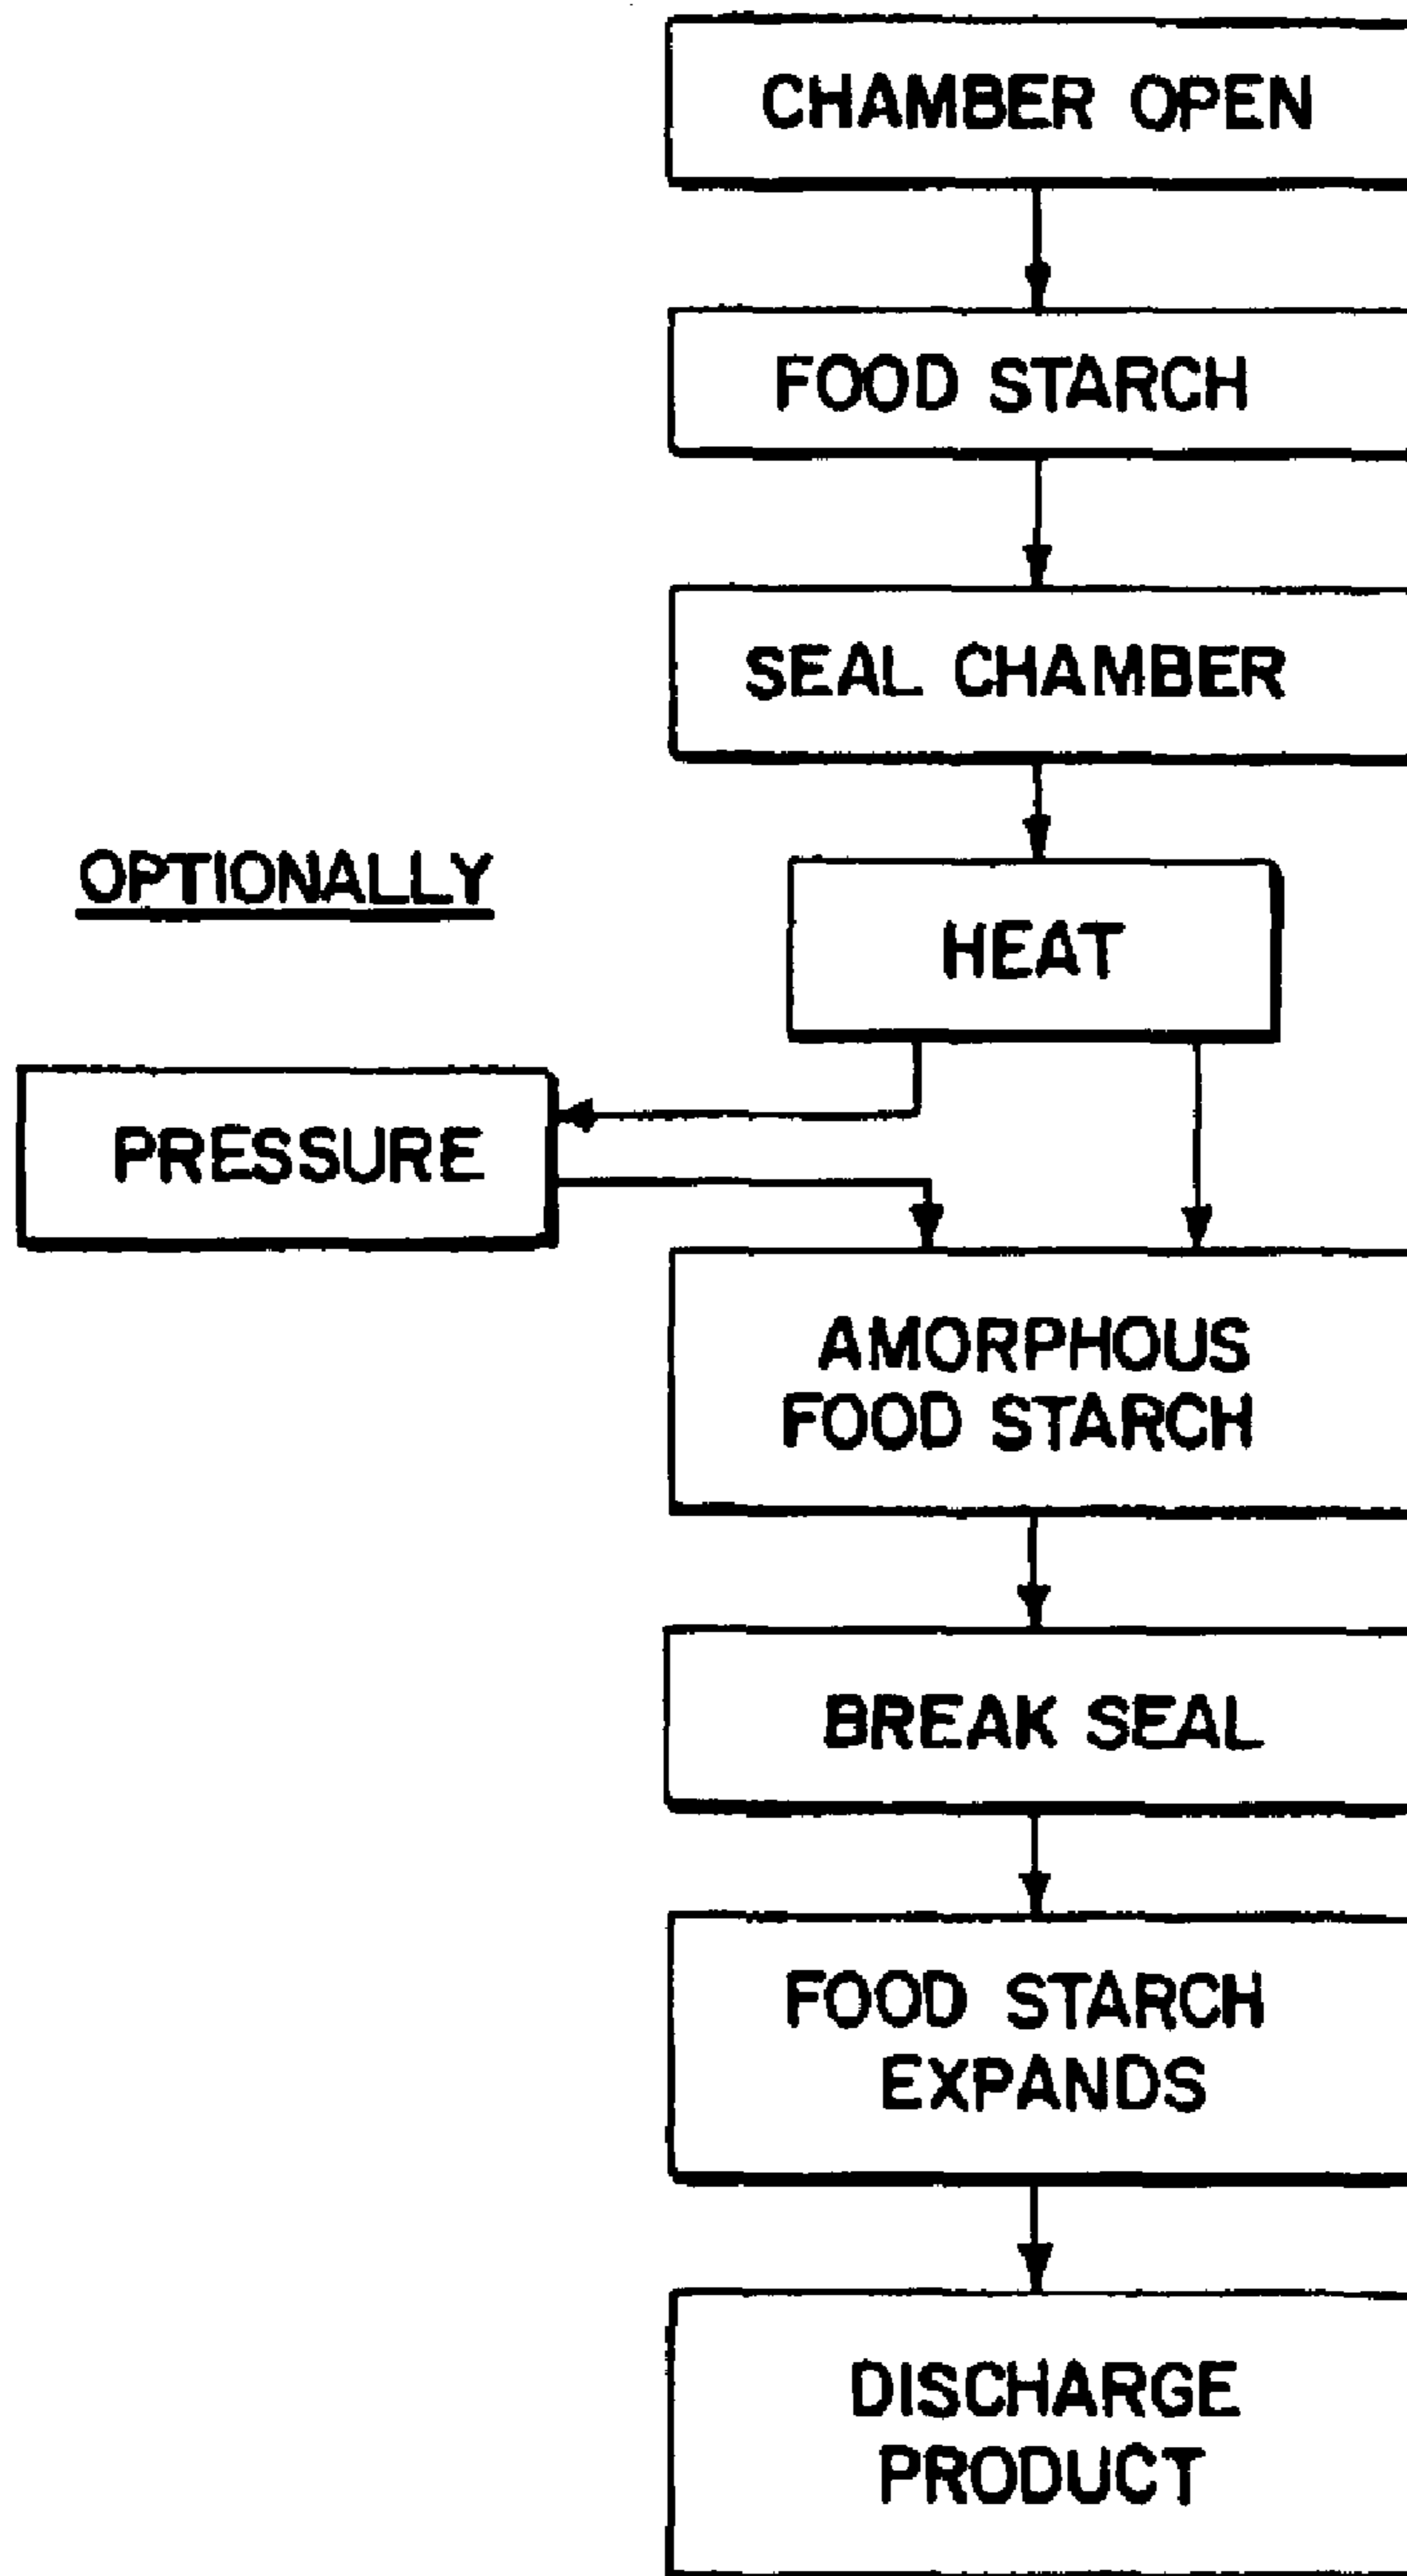 CHAMBER OPEN
FOOD STARCH
SEAL CHAMBER
OPTIONALLY
HEAT
PRESSURE
AMORPHOUS
FOOD STARCH
BREAK SEAL
FOOD STARCH
EXPANDS
DISCHARGE
PRODUCT